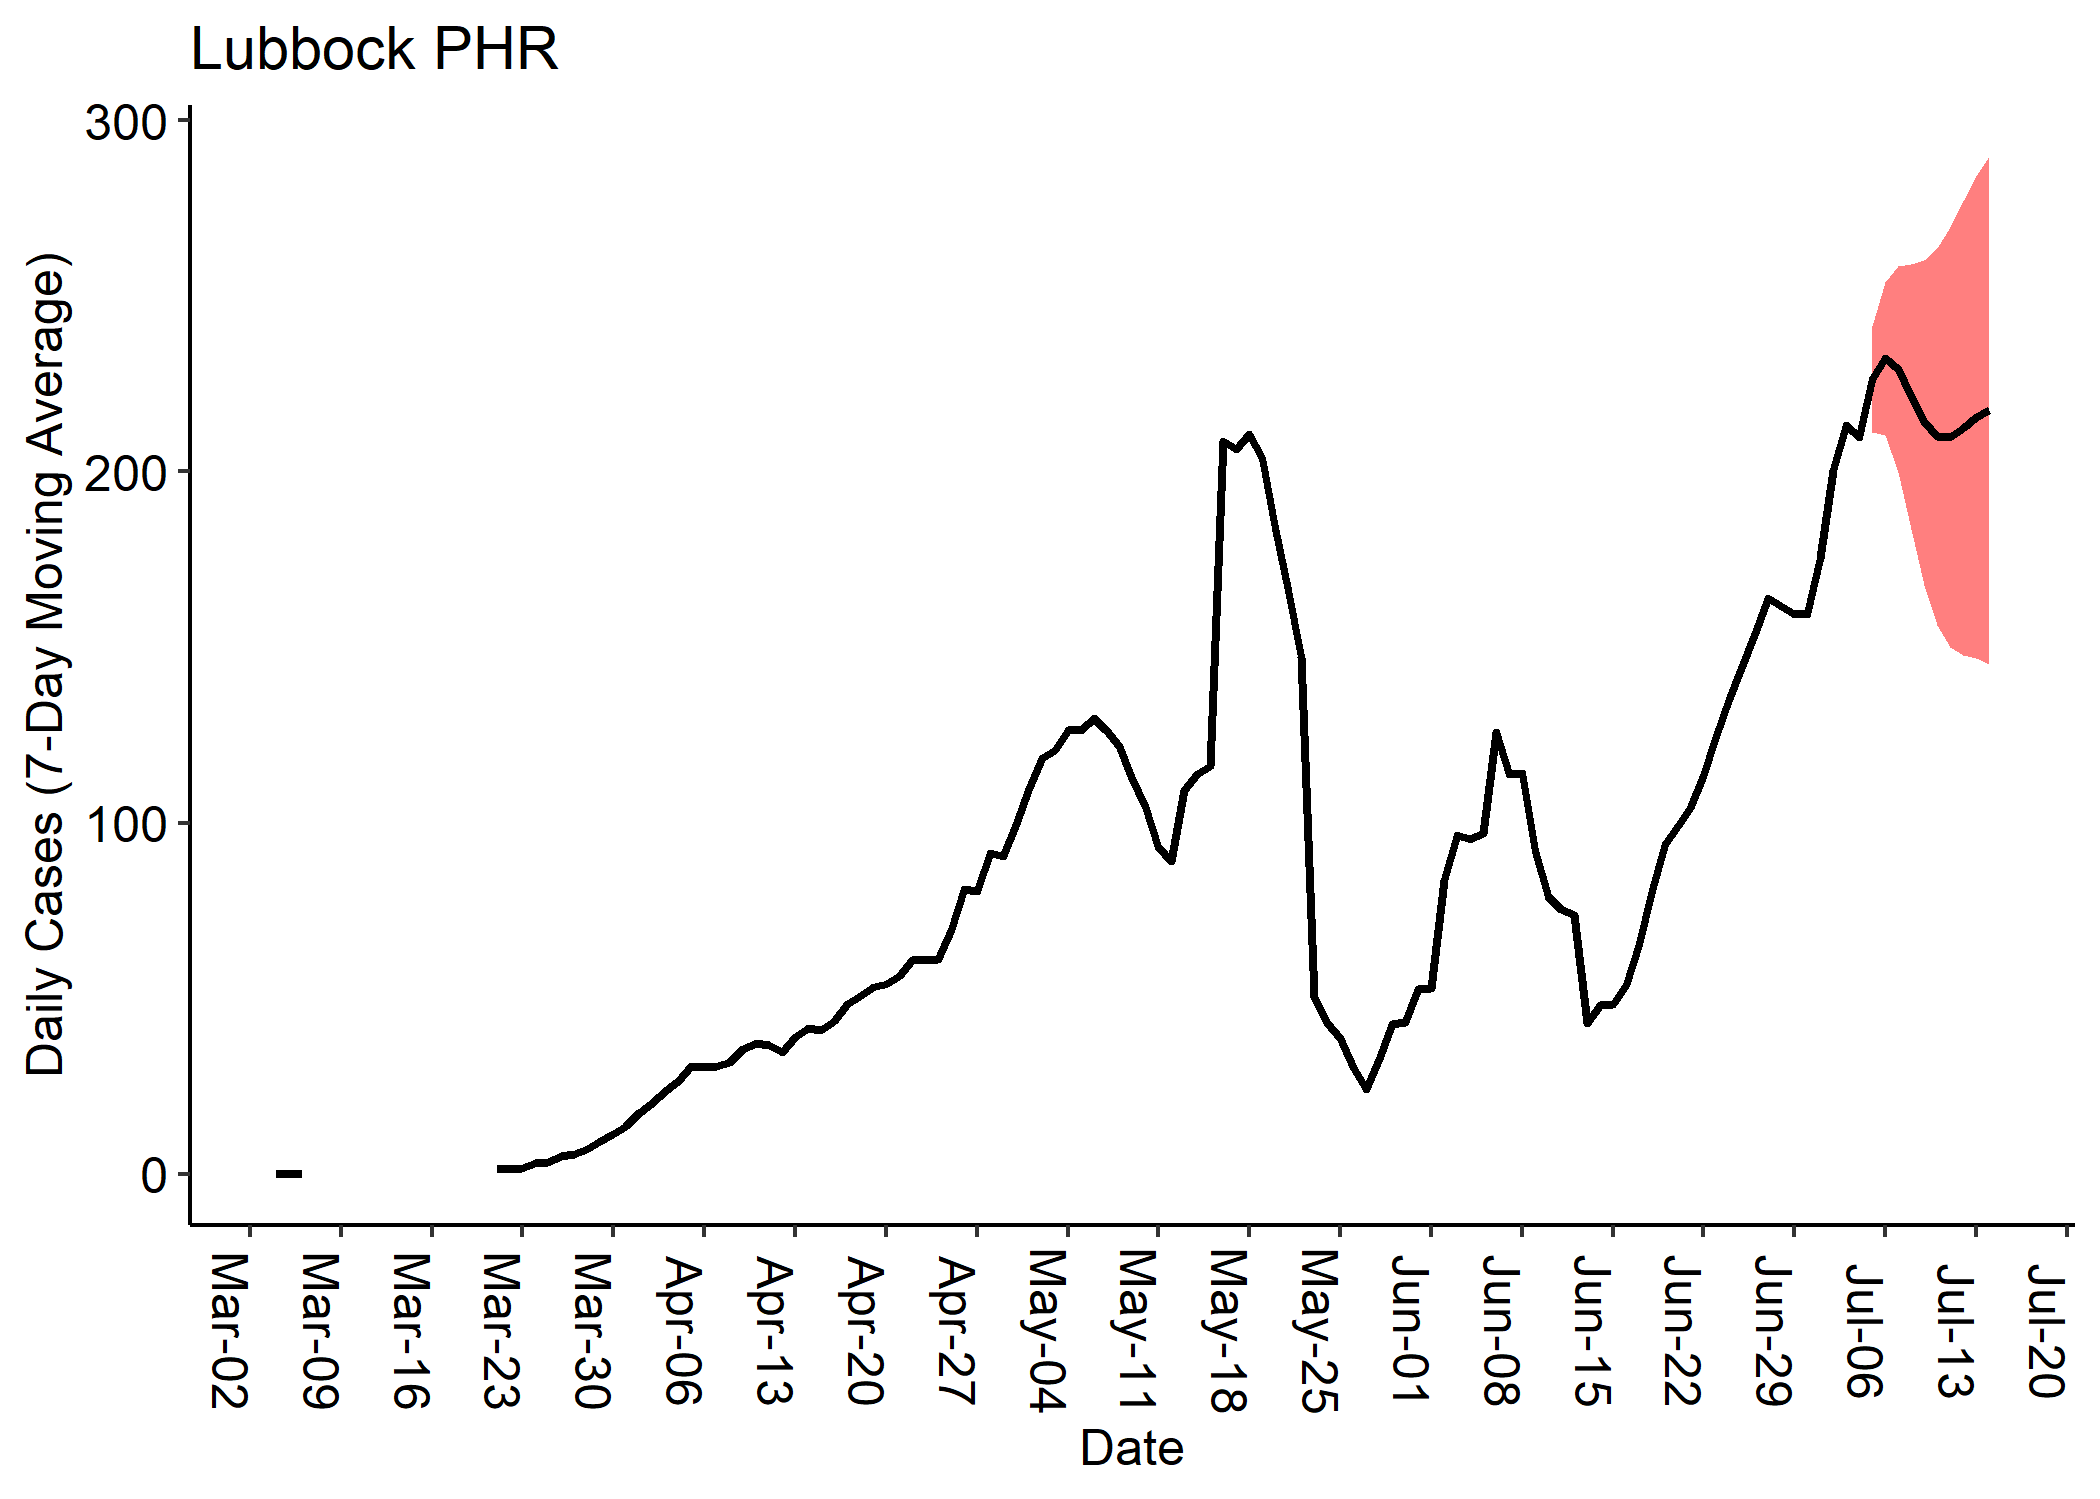 Lubbock PHR
300
200
100
0
Daily Cases (7-Day Moving Average)
Mar-02
Mar-09
Mar-16
Mar-23
Mar-30
Apr-06
Apr-13
Apr-20
Apr-27
May-04
May-11
May-18
May-25
Jun-01
Jun-08
Jun-15
Jun-22
Jun-29
Jul-06
Jul-13
Jul-20
Date